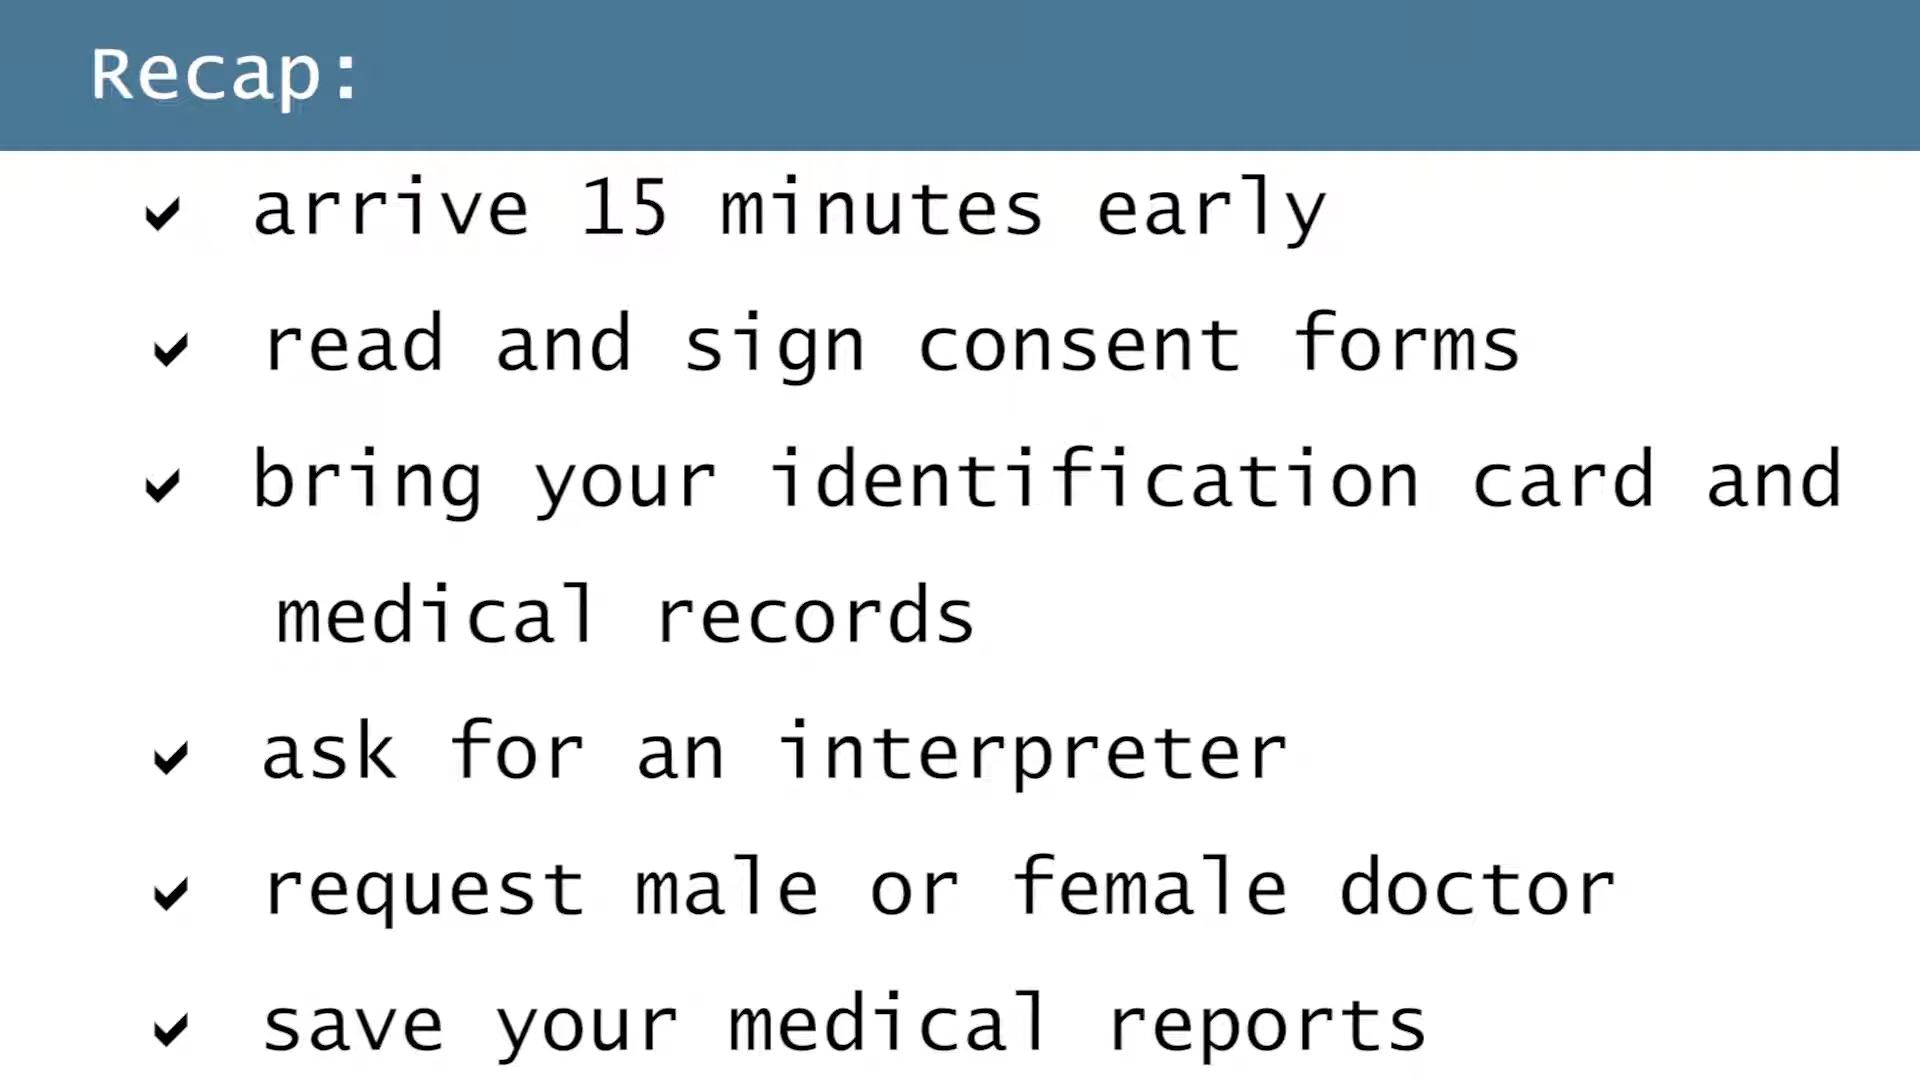 Recap:
✔ arrive 15 minutes early
✔ read and sign consent forms
✔ bring your identification card and
medical records
✔ ask for an interpreter
✔ request male or female doctor
✔ save your medical reports